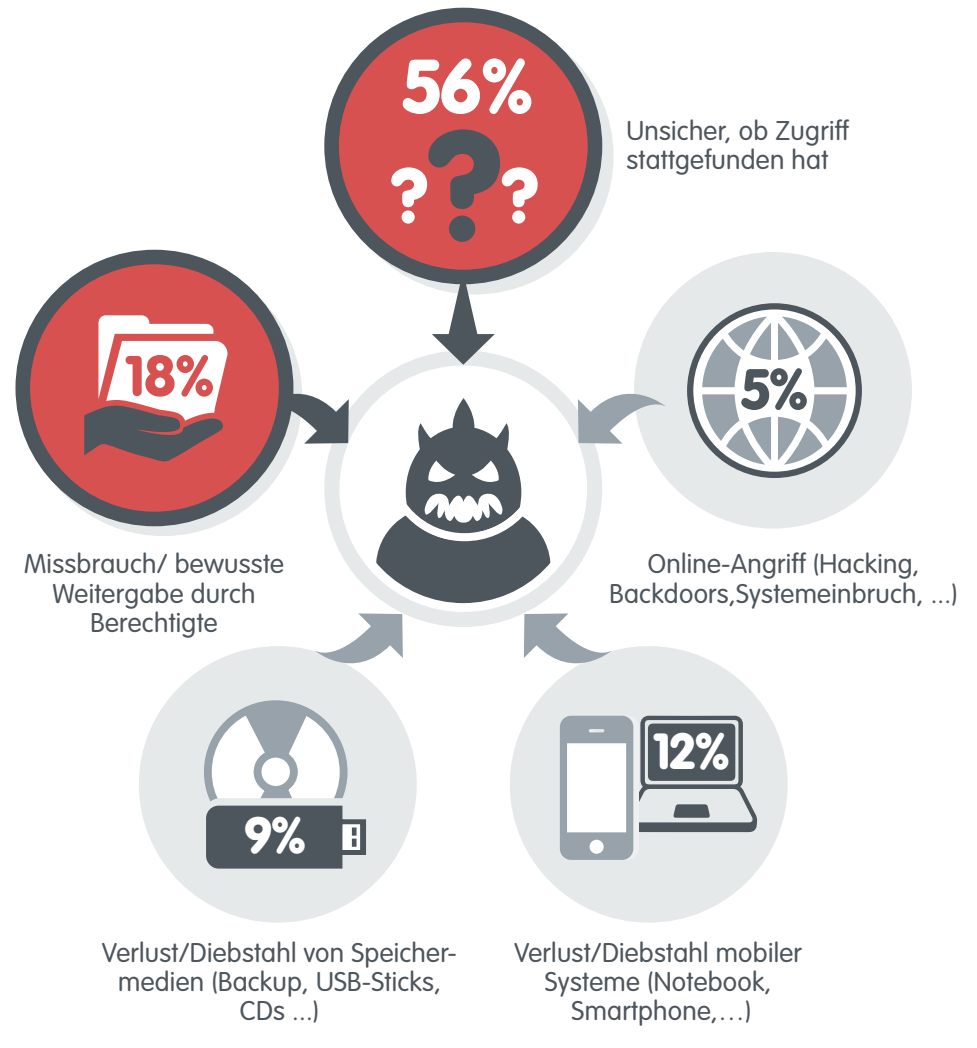 56%
? ? ?
Unsicher, ob Zugriff
stattgefunden hat
18%
Missbrauch/ bewusste
Weitergabe durch
Berechtigte
5%
Online-Angriff (Hacking,
Backdoors,Systemeinbruch, ...)
9%
Verlust/Diebstahl von Speicher-
medien (Backup, USB-Sticks,
CDs ...)
12%
Verlust/Diebstahl mobiler
Systeme (Notebook,
Smartphone,...)